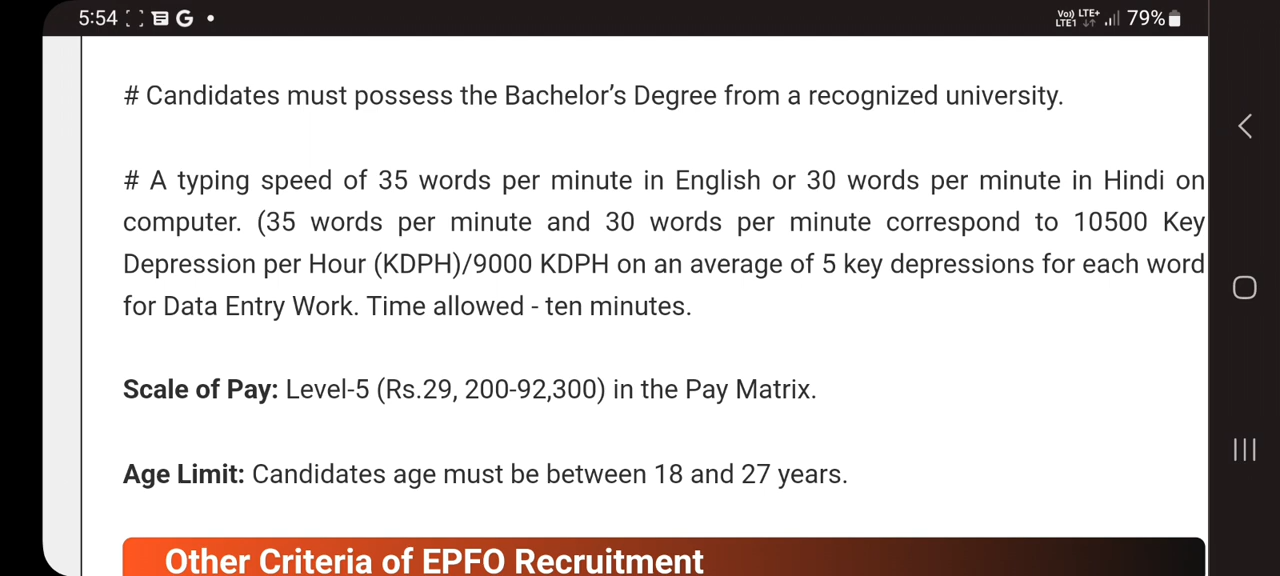 5:54
Vo)) LTE+
LTE1
79%
# Candidates must possess the Bachelor’s Degree from a recognized university.
# A typing speed of 35 words per minute in English or 30 words per minute in Hindi on
computer. (35 words per minute and 30 words per minute correspond to 10500 Key
Depression per Hour (KDPH)/9000 KDPH on an average of 5 key depressions for each word
for Data Entry Work. Time allowed - ten minutes.
Scale of Pay: Level-5 (Rs.29, 200-92,300) in the Pay Matrix.
Age Limit: Candidates age must be between 18 and 27 years.
Other Criteria of EPFO Recruitment